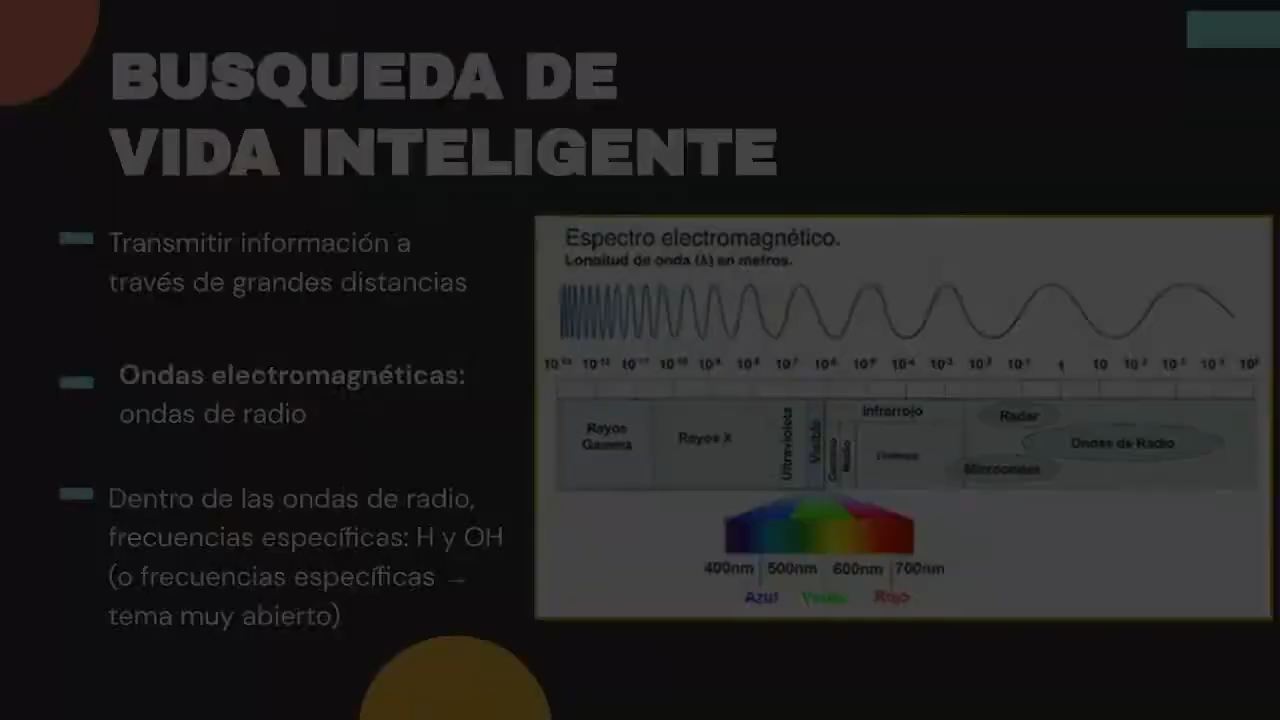 BUSQUEDA DE
VIDA INTELIGENTE
Transmitir información a
través de grandes distancias
Ondas electromagnéticas:
ondas de radio
Dentro de las ondas de radio,
frecuencias específicas: H y OH
(o frecuencias específicas →
tema muy abierto)
Espectro electromagnético.
Longitud de onda (λ) en metros.
1 10
Rayos
Gamma
Rayos X
Ultravioleta
Visible
Infrarrojo
Radar
Microondas
Ondas de Radio
400nm 500nm 600nm 700nm
Azul Verde Rojo